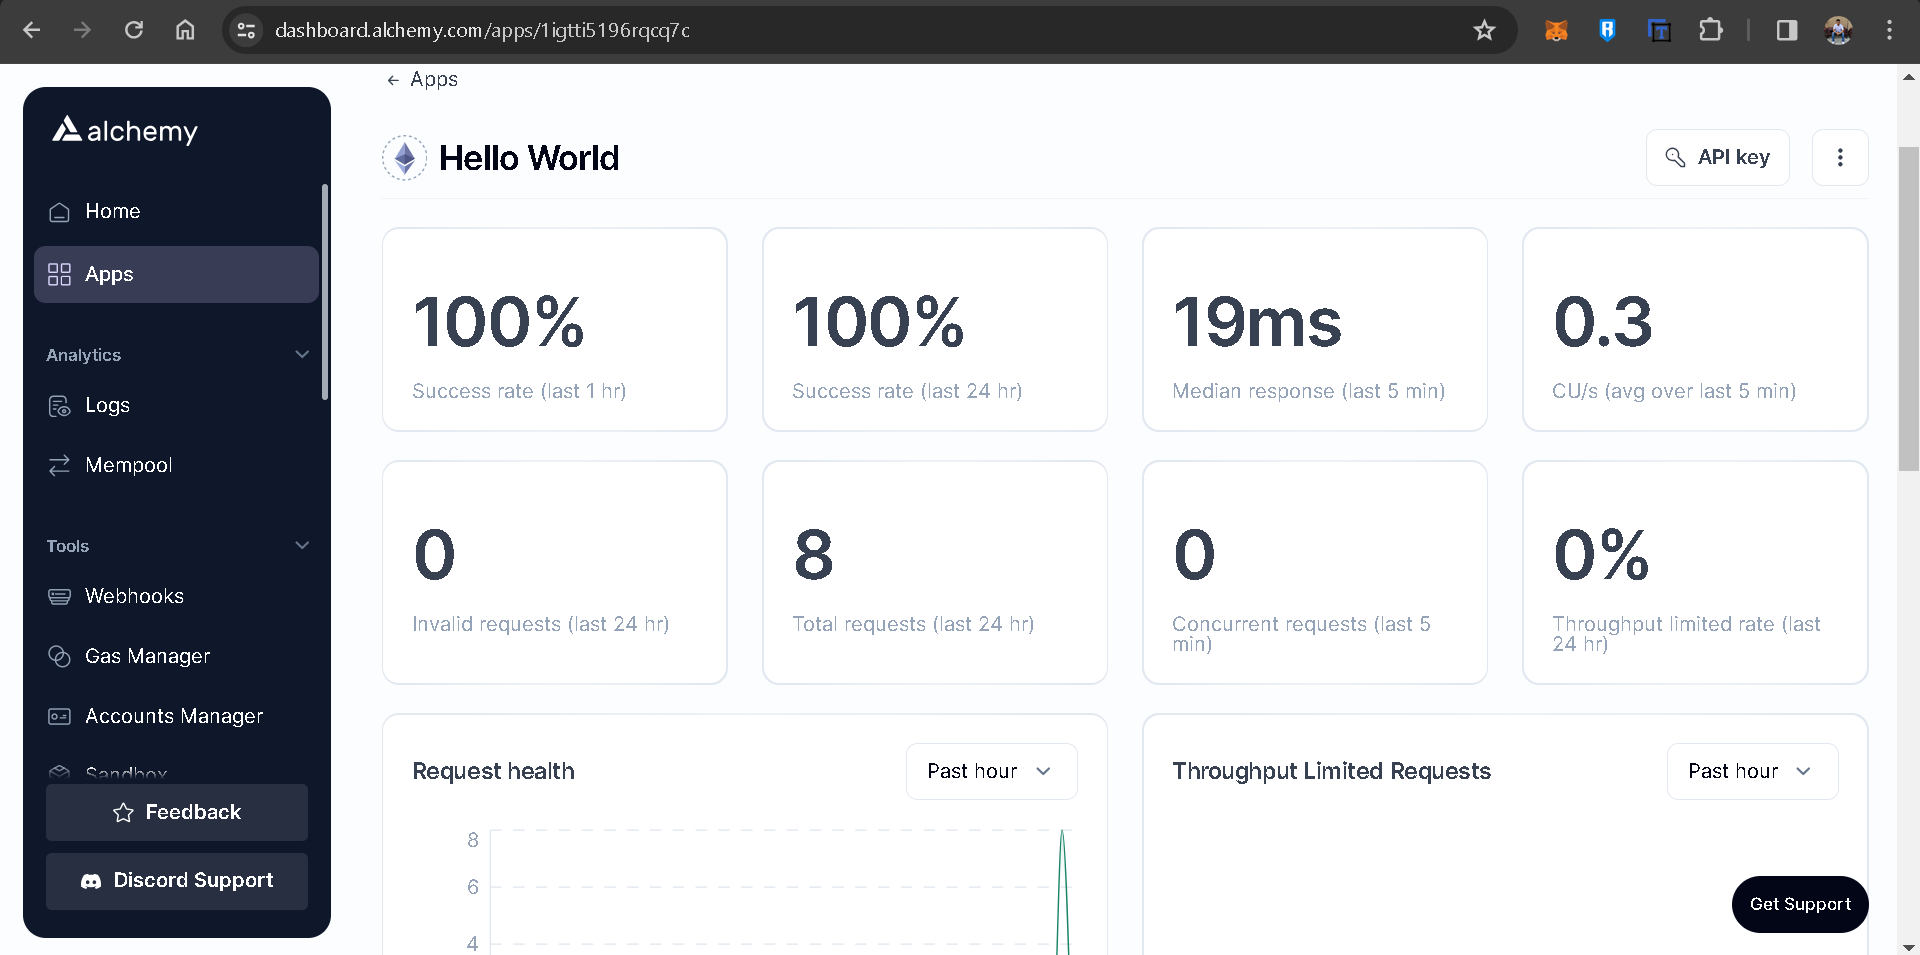 dashboard.alchemy.com/apps/1igtti5196rqcq7c
alchemy
Home
Apps
Analytics
Logs
Mempool
Tools
Webhooks
Gas Manager
Accounts Manager
Sandbox
Feedback
Discord Support
← Apps
Hello World
API key
100%
Success rate (last 1 hr)
100%
Success rate (last 24 hr)
19ms
Median response (last 5 min)
0.3
CU/s (avg over last 5 min)
0
Invalid requests (last 24 hr)
8
Total requests (last 24 hr)
0
Concurrent requests (last 5
min)
0%
Throughput limited rate (last
24 hr)
Request health
Past hour
8
6
4
Throughput Limited Requests
Past hour
Get Support